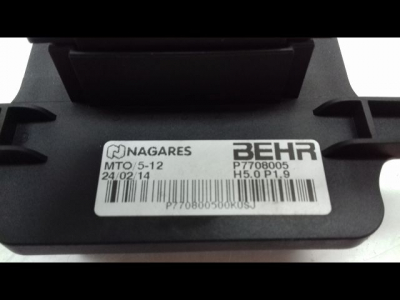 NAGARES BEHR
MTO/5-12 P7708005
24/02/14 H5.0 P1.9
P770800500K0SJ